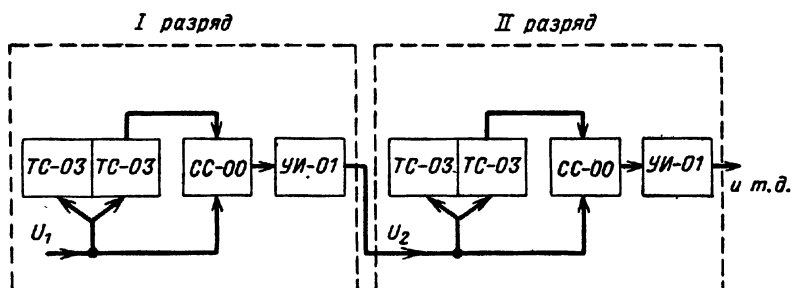 I разряд
II разряд
ТС-03 ТС-03 СС-00 УИ-01
ТС-03 ТС-03 СС-00 УИ-01
и т.д.
U₁
U₂